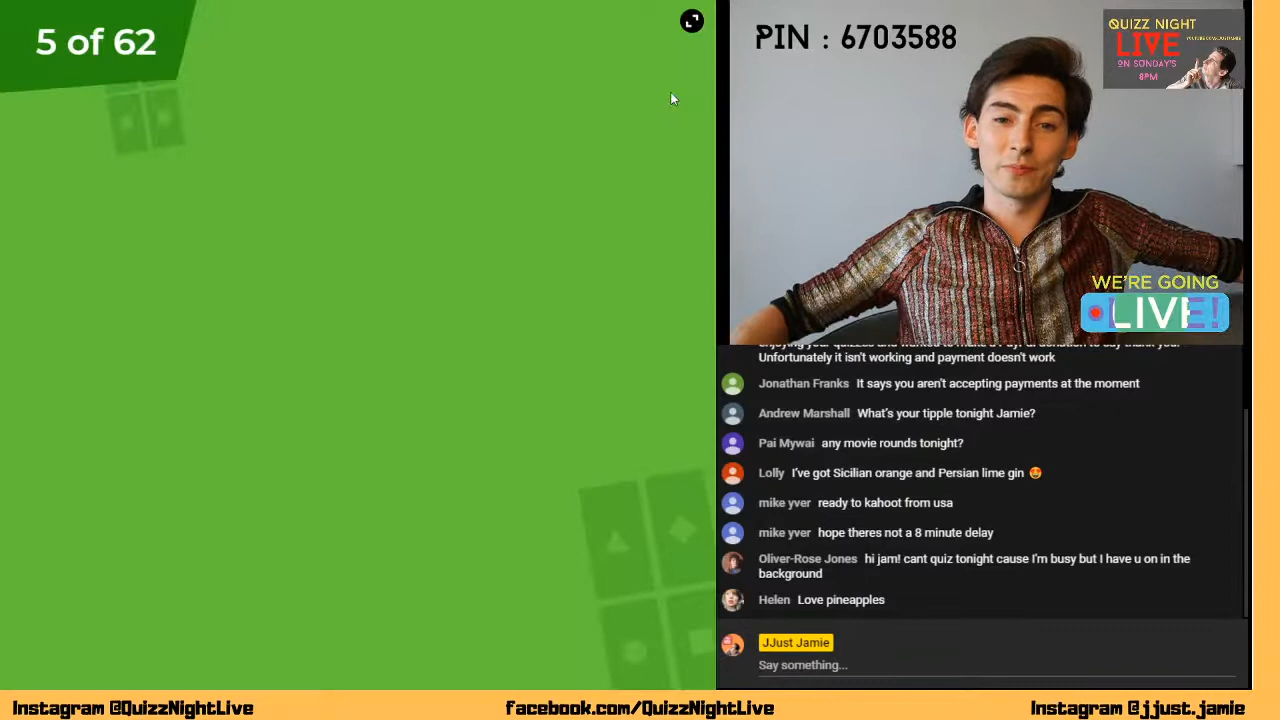 5 of 62
PIN : 6703588
QUIZZ NIGHT
LIVE
ON SUNDAY'S
8PM
WE'RE GOING
LIVE!
Unfortunately it isn't working and payment doesn't work
Jonathan Franks It says you aren't accepting payments at the moment
Andrew Marshall What's your tipple tonight Jamie?
Pai Mywai any movie rounds tonight?
Lolly I've got Sicilian orange and Persian lime gin 😍
mike yver ready to kahoot from usa
mike yver hope theres not a 8 minute delay
Oliver-Rose Jones hi jam! cant quiz tonight cause I'm busy but I have u on in the
background
Helen Love pineapples
JJust Jamie
Say something...
Instagram @QuizzNightLive
facebook.com/QuizzNightLive
Instagram @jjust.jamie